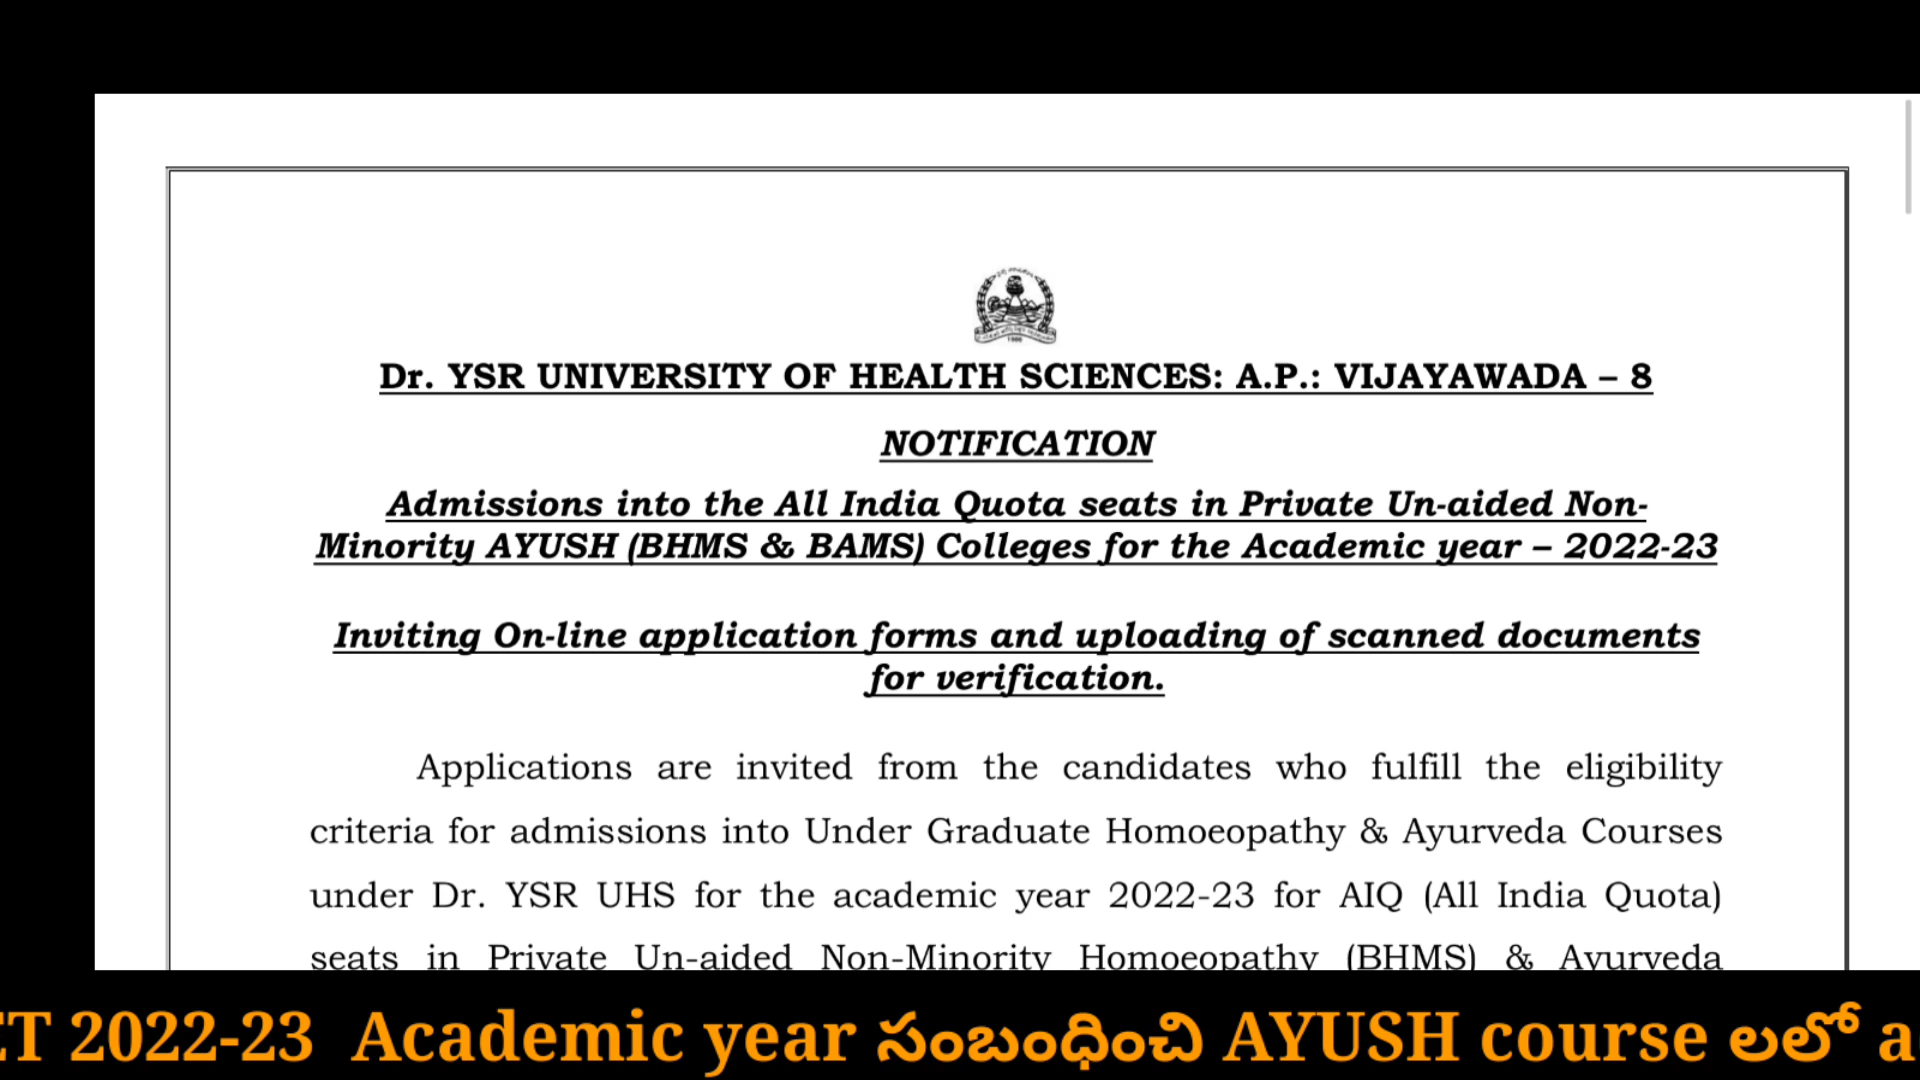 Dr. YSR UNIVERSITY OF HEALTH SCIENCES: A.P.: VIJAYAWADA – 8
NOTIFICATION
Admissions into the All India Quota seats in Private Un-aided Non-
Minority AYUSH (BHMS & BAMS) Colleges for the Academic year – 2022-23
Inviting On-line application forms and uploading of scanned documents
for verification.
Applications are invited from the candidates who fulfill the eligibility
criteria for admissions into Under Graduate Homoeopathy & Ayurveda Courses
under Dr. YSR UHS for the academic year 2022-23 for AIQ (All India Quota)
seats in Private Un-aided Non-Minority Homoeopathy (BHMS) & Ayurveda
2022-23 Academic year సంబంధించి AYUSH course లలో